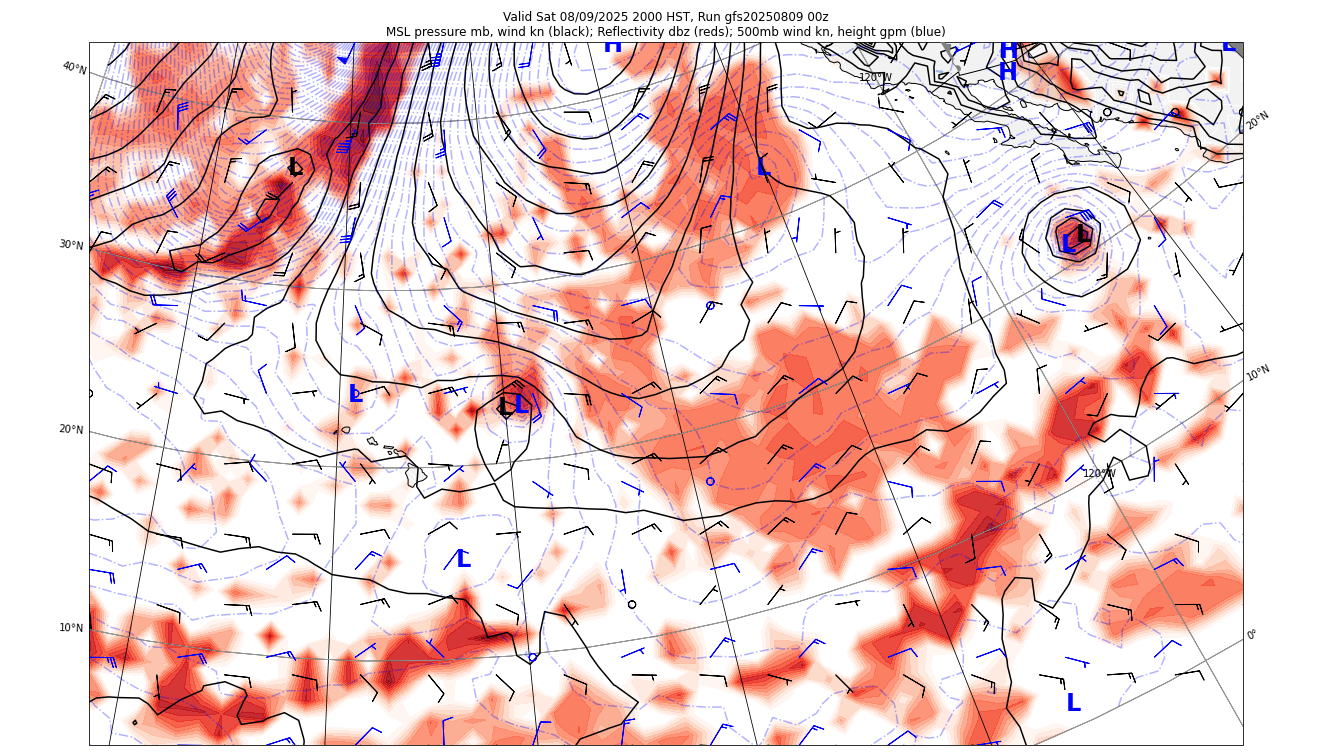 Valid Sat 08/09/2025 2000 HST, Run gfs20250809 00z
MSL pressure mb, wind kn (black); Reflectivity dbz (reds); 500mb wind kn, height gpm (blue)
H
H
L
40°N
120°W
H
20°N
L
L
30°N
L
L
10°N
L
L
L
20°N
120°W
L
10°N
0°
L